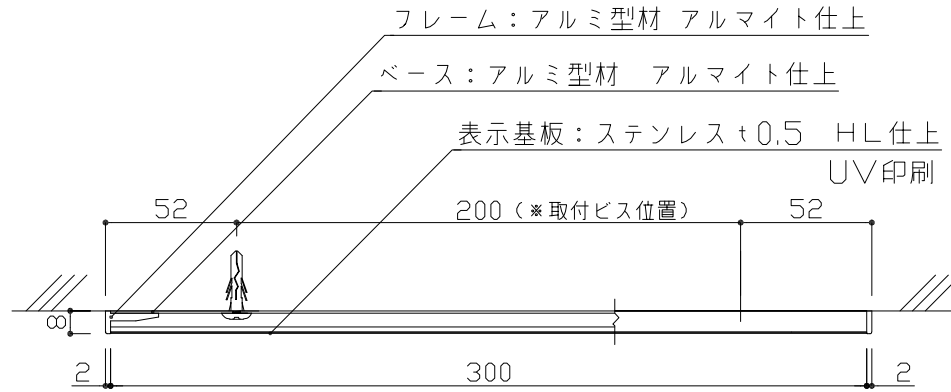 フレーム：アルミ型材 アルマイト仕上
ベース：アルミ型材　アルマイト仕上
表示基板：ステンレスｔ0.5　HL仕上
UV印刷
52 200（※取付ビス位置） 52
8
2 300 2